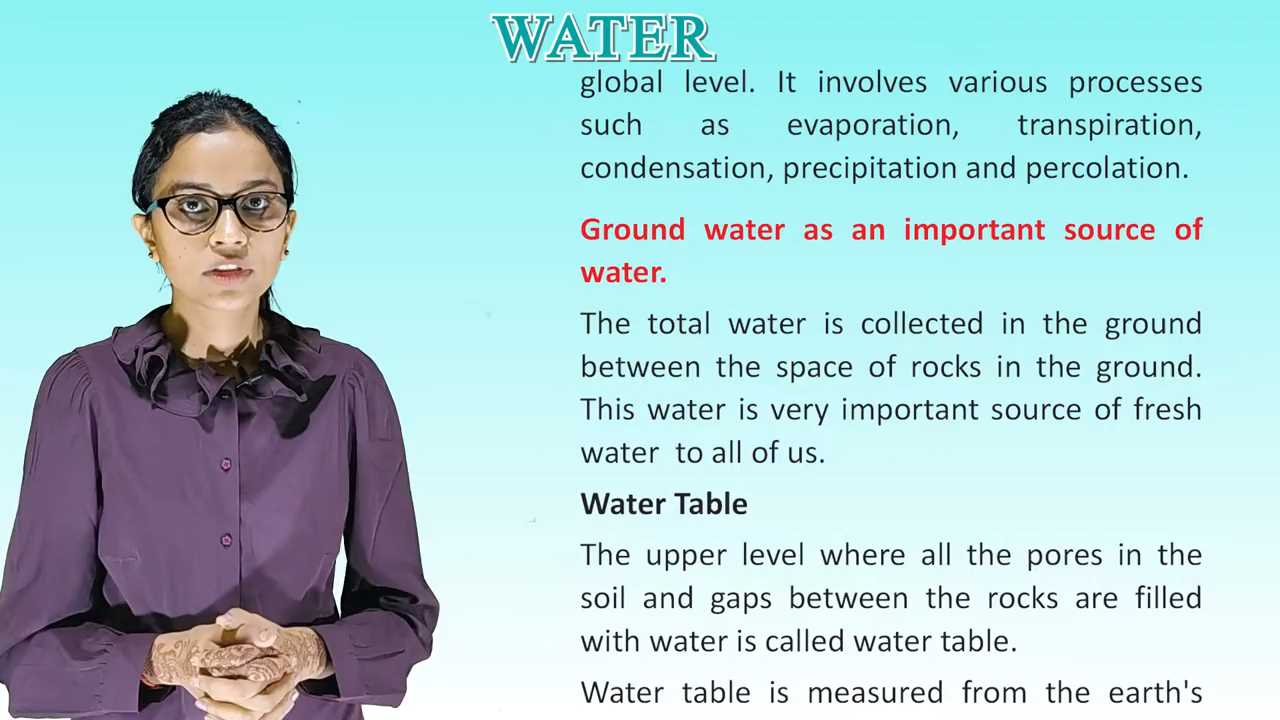 WATER
global level. It involves various processes
such as evaporation, transpiration,
condensation, precipitation and percolation.
Ground water as an important source of
water.
The total water is collected in the ground
between the space of rocks in the ground.
This water is very important source of fresh
water to all of us.
Water Table
The upper level where all the pores in the
soil and gaps between the rocks are filled
with water is called water table.
Water table is measured from the earth's